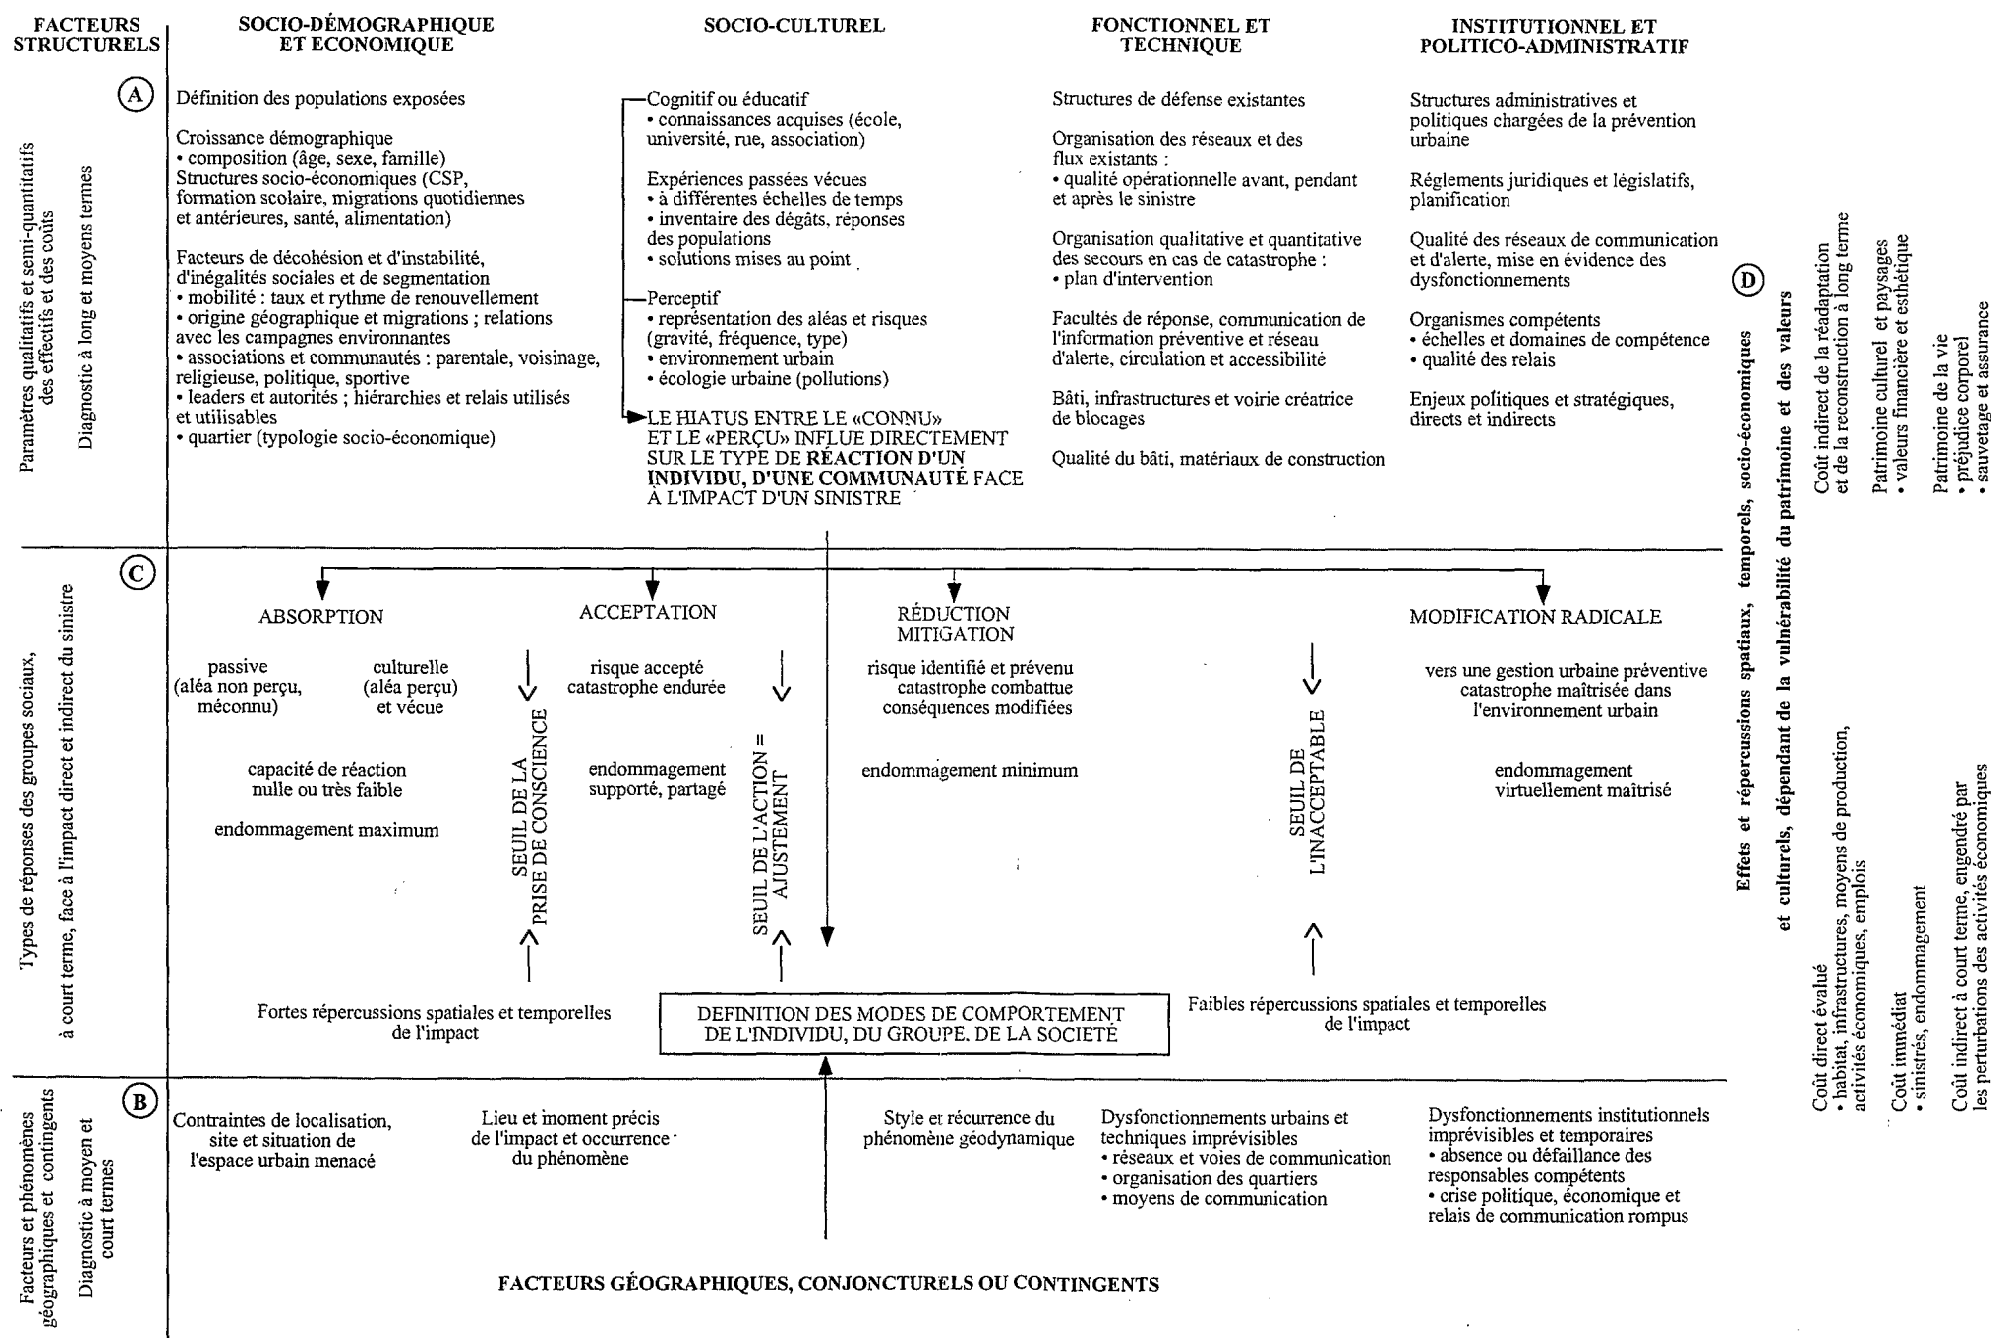 FACTEURS
STRUCTURELS
SOCIO-DÉMOGRAPHIQUE
ET ECONOMIQUE
SOCIO-CULTUREL
FONCTIONNEL ET
TECHNIQUE
INSTITUTIONNEL ET
POLITICO-ADMINISTRATIF
A
Paramètres qualitatifs et semi-quantitatifs
des effectifs et des coûts
Diagnostic à long et moyens termes
Définition des populations exposées
Croissance démographique
• composition (âge, sexe, famille)
Structures socio-économiques (CSP,
formation scolaire, migrations quotidiennes
et antérieures, santé, alimentation)
Facteurs de décohésion et d'instabilité,
d'inégalités sociales et de segmentation
• mobilité : taux et rythme de renouvellement
• origine géographique et migrations ; relations
avec les campagnes environnantes
• associations et communautés : parentale, voisinage,
religieuse, politique, sportive
• leaders et autorités ; hiérarchies et relais utilisés
et utilisables
• quartier (typologie socio-économique)
Cognitif ou éducatif
• connaissances acquises (école,
université, rue, association)
Expériences passées vécues
• à différentes échelles de temps
• inventaire des dégâts, réponses
des populations
• solutions mises au point
Perceptif
• représentation des aléas et risques
(gravité, fréquence, type)
• environnement urbain
• écologie urbaine (pollutions)
LE HIATUS ENTRE LE «CONNU»
ET LE «PERÇU» INFLUE DIRECTEMENT
SUR LE TYPE DE RÉACTION D'UN
INDIVIDU, D'UNE COMMUNAUTÉ FACE
À L'IMPACT D'UN SINISTRE
Structures de défense existantes
Organisation des réseaux et des
flux existants :
• qualité opérationnelle avant, pendant
et après le sinistre
Organisation qualitative et quantitative
des secours en cas de catastrophe :
• plan d'intervention
Facultés de réponse, communication de
l'information préventive et réseau
d'alerte, circulation et accessibilité
Bâti, infrastructures et voirie créatrice
de blocages
Qualité du bâti, matériaux de construction
Structures administratives et
politiques chargées de la prévention
urbaine
Réglements juridiques et législatifs,
planification
Qualité des réseaux de communication
et d'alerte, mise en évidence des
dysfonctionnements
Organismes compétents
• échelles et domaines de compétence
• qualité des relais
Enjeux politiques et stratégiques,
directs et indirects
C
Types de réponses des groupes sociaux,
à court terme, face à l'impact direct et indirect du sinistre
ABSORPTION
passive
(aléa non perçu,
méconnu)
culturelle
(aléa perçu)
et vécue
capacité de réaction
nulle ou très faible
endommagement maximum
SEUIL DE LA
PRISE DE CONSCIENCE
ACCEPTATION
risque accepté
catastrophe endurée
endommagement
supporté, partagé
SEUIL DE L'ACTION =
AJUSTEMENT
RÉDUCTION
MITIGATION
risque identifié et prévenu
catastrophe combattue
conséquences modifiées
endommagement minimum
SEUIL DE
L'INACCEPTABLE
MODIFICATION RADICALE
vers une gestion urbaine préventive
catastrophe maîtrisée dans
l'environnement urbain
endommagement
virtuellement maîtrisé
Fortes répercussions spatiales et temporelles
de l'impact
DEFINITION DES MODES DE COMPORTEMENT
DE L'INDIVIDU, DU GROUPE. DE LA SOCIÉTÉ
Faibles répercussions spatiales et temporelles
de l'impact
B
Facteurs et phénomènes
géographiques et contingents
Diagnostic à moyen et
court termes
Contraintes de localisation,
site et situation de
l'espace urbain menacé
Lieu et moment précis
de l'impact et occurrence
du phénomène
Style et récurrence du
phénomène géodynamique
Dysfonctionnements urbains et
techniques imprévisibles
• réseaux et voies de communication
• organisation des quartiers
• moyens de communication
Dysfonctionnements institutionnels
imprévisibles et temporaires
• absence ou défaillance des
responsables compétents
• crise politique, économique et
relais de communication rompus
FACTEURS GÉOGRAPHIQUES, CONJONCTURELS OU CONTINGENTS
D
Effets et répercussions spatiaux, temporels, socio-économiques
et culturels, dépendant de la vulnérabilité du patrimoine et des valeurs
Coût indirect de la réadaptation
et de la reconstruction à long terme
Patrimoine culturel et paysages
• valeurs financière et esthétique
Patrimoine de la vie
• préjudice corporel
• sauvetage et assurance
Coût direct évalué
• habitat, infrastructures, moyens de production,
activités économiques, emplois
Coût immédiat
• sinistrés, endommagement
Coût indirect à court terme, engendré par
les perturbations des activités économiques